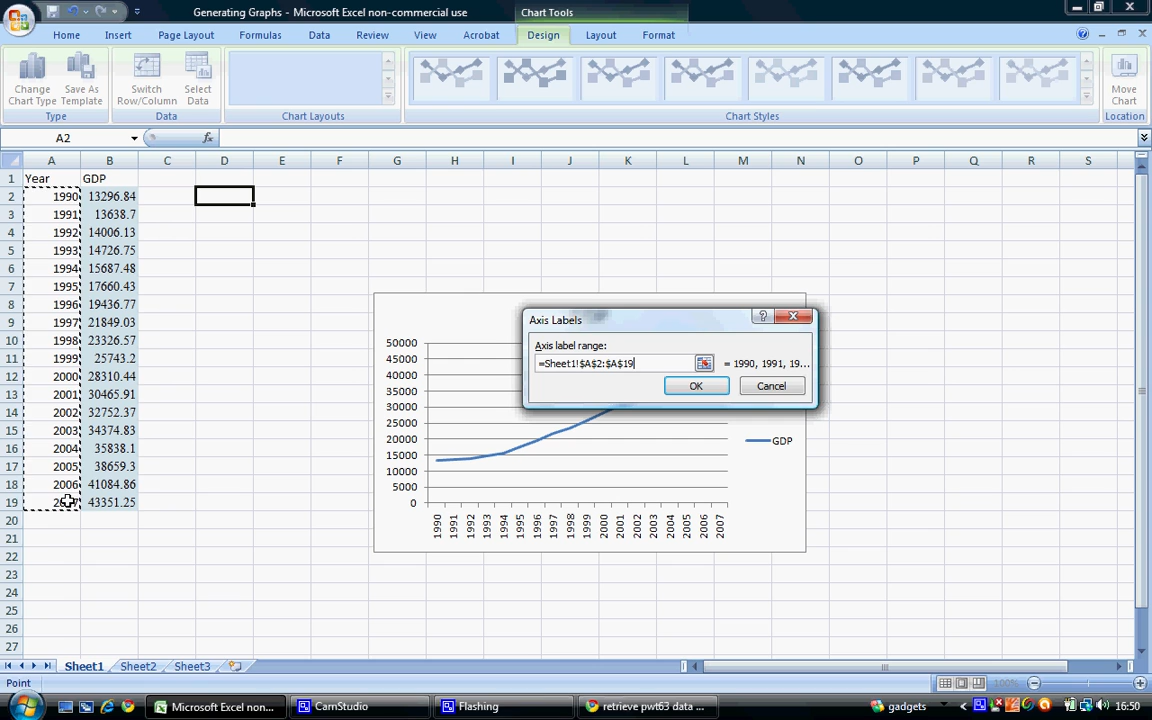 Generating Graphs - Microsoft Excel non-commercial use
Chart Tools
Home Insert Page Layout Formulas Data Review View Acrobat Design Layout Format
Change Chart Type
Save As Template
Switch Row/Column
Select Data
Move Chart
Type Data Chart Layouts Chart Styles Location
A2 fx
A B C D E F G H I J K L M N O P Q R S
1 Year GDP
2 1990 13296.84
3 1991 13638.7
4 1992 14006.13
5 1993 14726.75
6 1994 15687.48
7 1995 17660.43
8 1996 19436.77
9 1997 21849.03
10 1998 23326.57
11 1999 25743.2
12 2000 28310.44
13 2001 30465.91
14 2002 32752.37
15 2003 34374.83
16 2004 35838.1
17 2005 38659.3
18 2006 41084.86
19 43351.25
20
21
22
23
24
25
26
27
Axis Labels
Axis label range:
=Sheet1!$A$2:$A$19 = 1990, 1991, 19...
OK Cancel
50000
45000
40000
35000
30000
25000
20000
15000
10000
5000
0
GDP
1990 1991 1992 1993 1994 1995 1996 1997 1998 1999 2000 2001 2002 2003 2004 2005 2006 2007
Sheet1 Sheet2 Sheet3
Point 100%
Microsoft Excel non... CamStudio Flashing retrieve pwt63 data ... gadgets 16:50